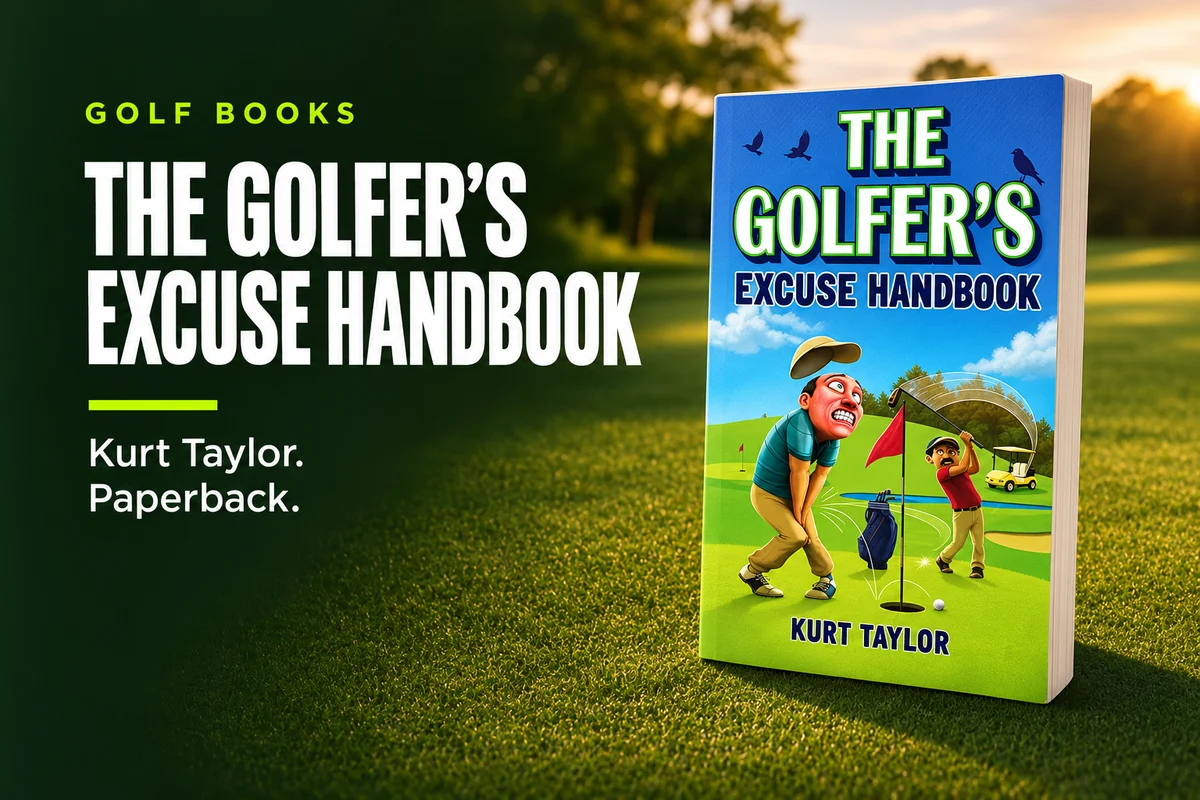 GOLF BOOKS
THE GOLFER'S
EXCUSE HANDBOOK
Kurt Taylor.
Paperback.
THE
GOLFER'S
EXCUSE HANDBOOK
KURT TAYLOR